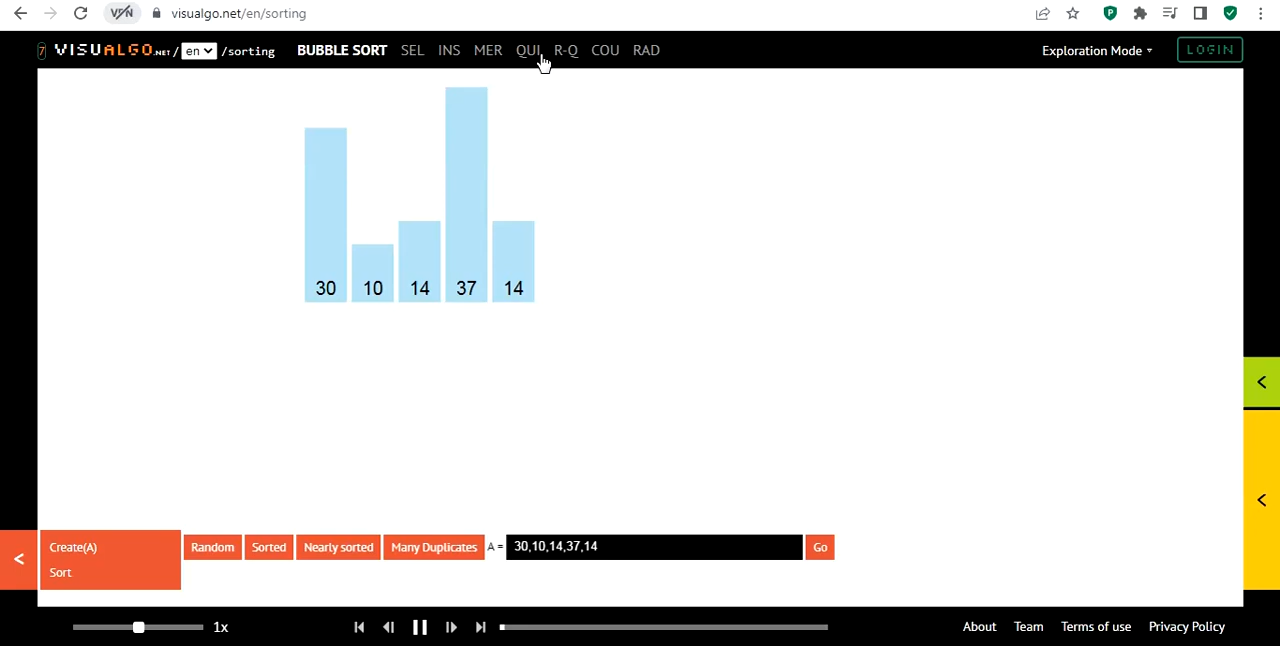 VPN visualgo.net/en/sorting
7 VISUALGO.NET / en /sorting BUBBLE SORT SEL INS MER QUI R-Q COU RAD Exploration Mode LOGIN
30 10 14 37 14
Create(A) Random Sorted Nearly sorted Many Duplicates A = 30,10,14,37,14 Go
Sort
1x About Team Terms of use Privacy Policy